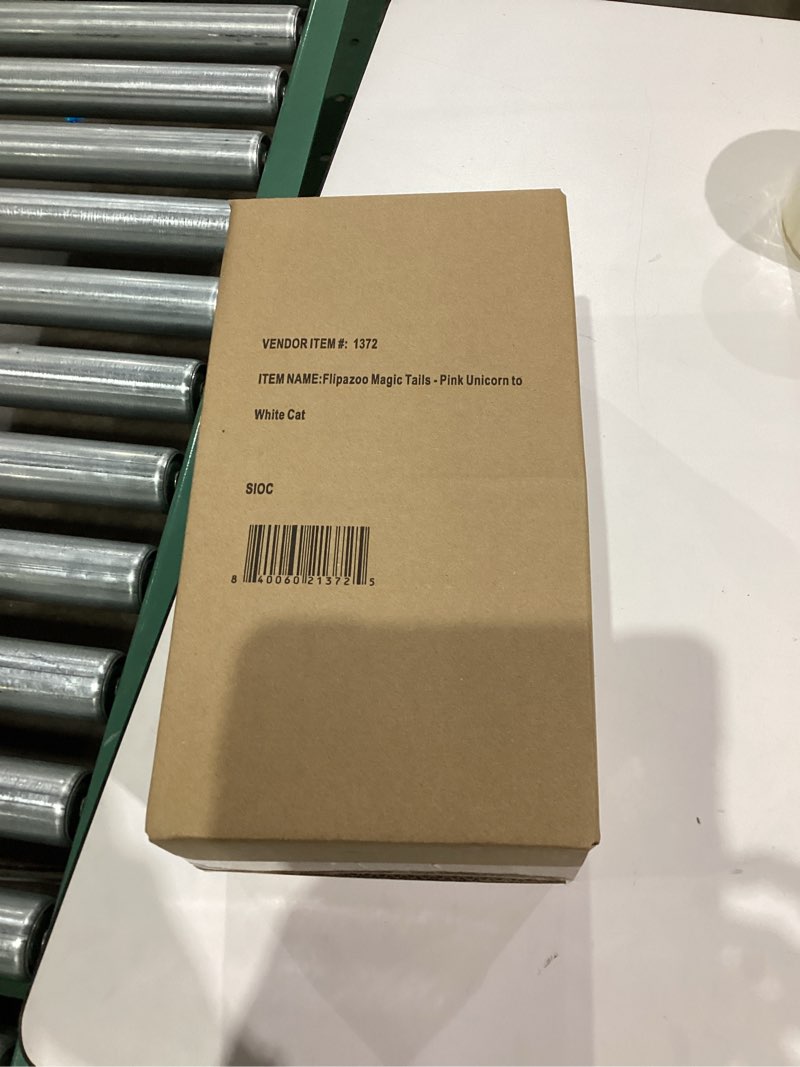 VENDOR ITEM #: 1372
ITEM NAME:Flipazoo Magic Tails - Pink Unicorn to
White Cat
SIOC
8 40060 21372 5